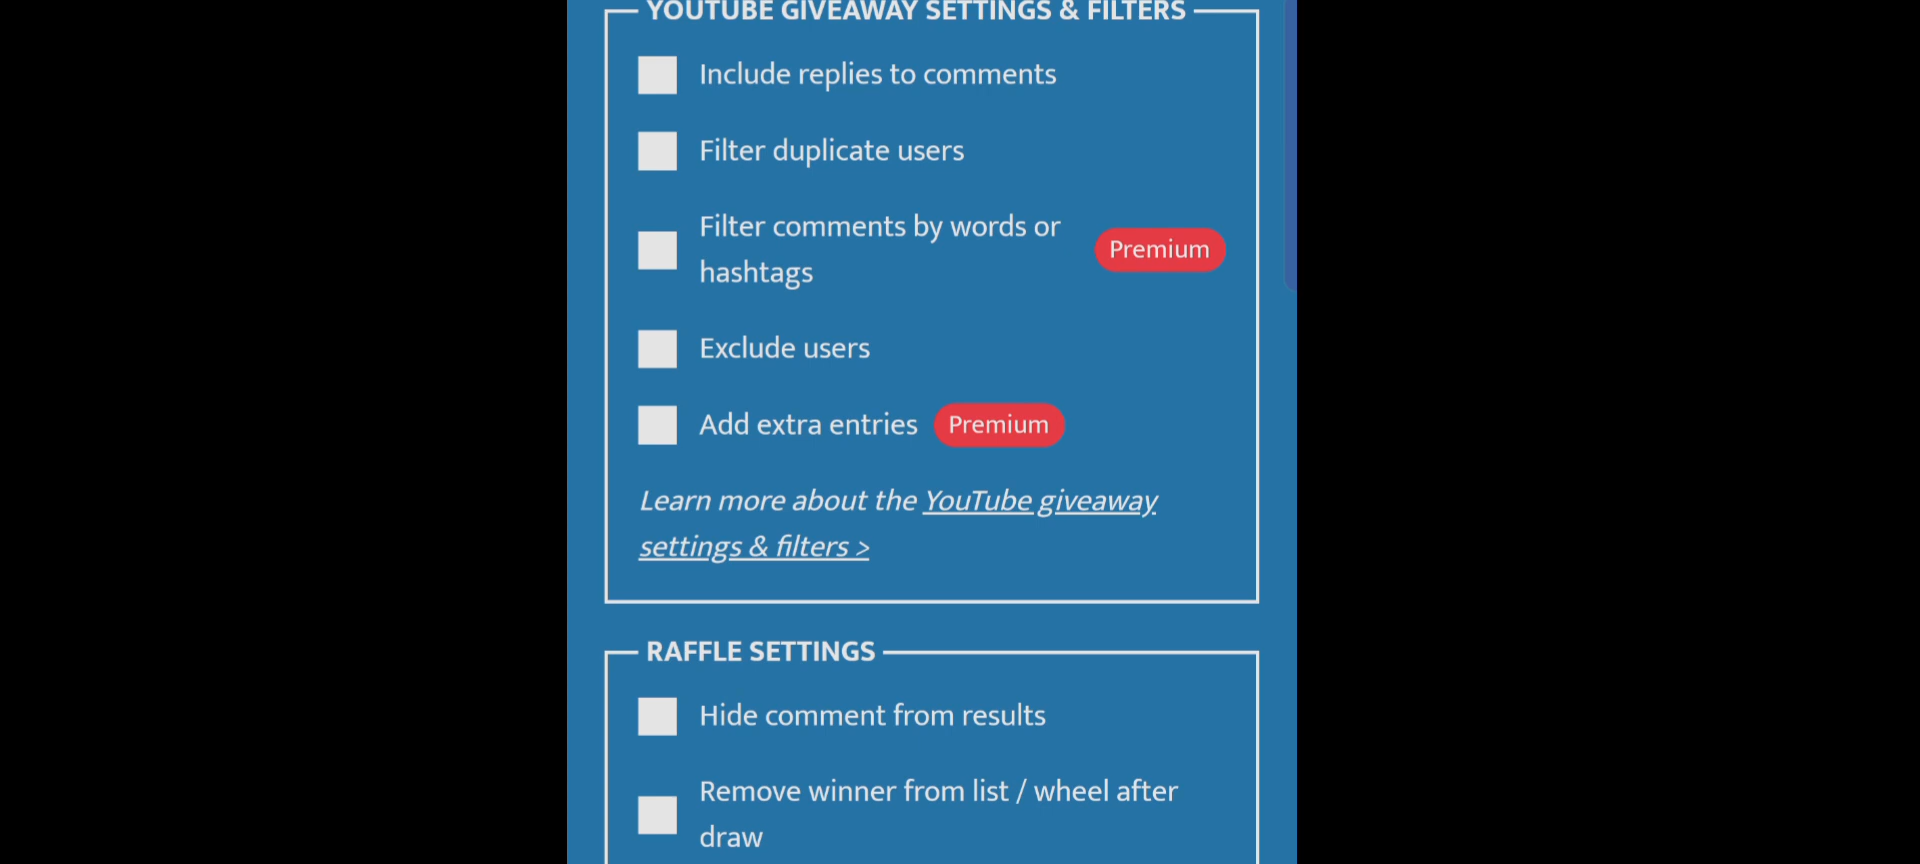 YOUTUBE GIVEAWAY SETTINGS & FILTERS
Include replies to comments
Filter duplicate users
Filter comments by words or
hashtags
Premium
Exclude users
Add extra entries Premium
Learn more about the YouTube giveaway
settings & filters >
RAFFLE SETTINGS
Hide comment from results
Remove winner from list / wheel after
draw